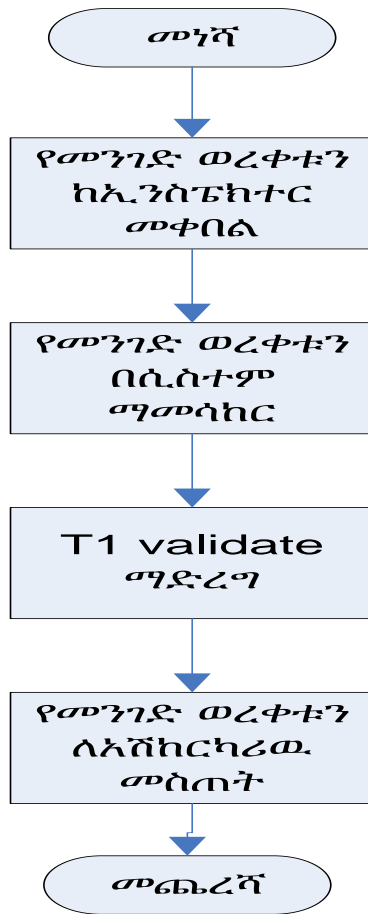 መነሻ
የመንገድ ወረቀቱን
ከኢንስፔክተር
መቀበል
የመንገድ ወረቀቱን
በሲስተም
ማመሳከር
T1 validate
ማድረግ
የመንገድ ወረቀቱን
ለአሽከርካሪዉ
መስጠት
መጨረሻ